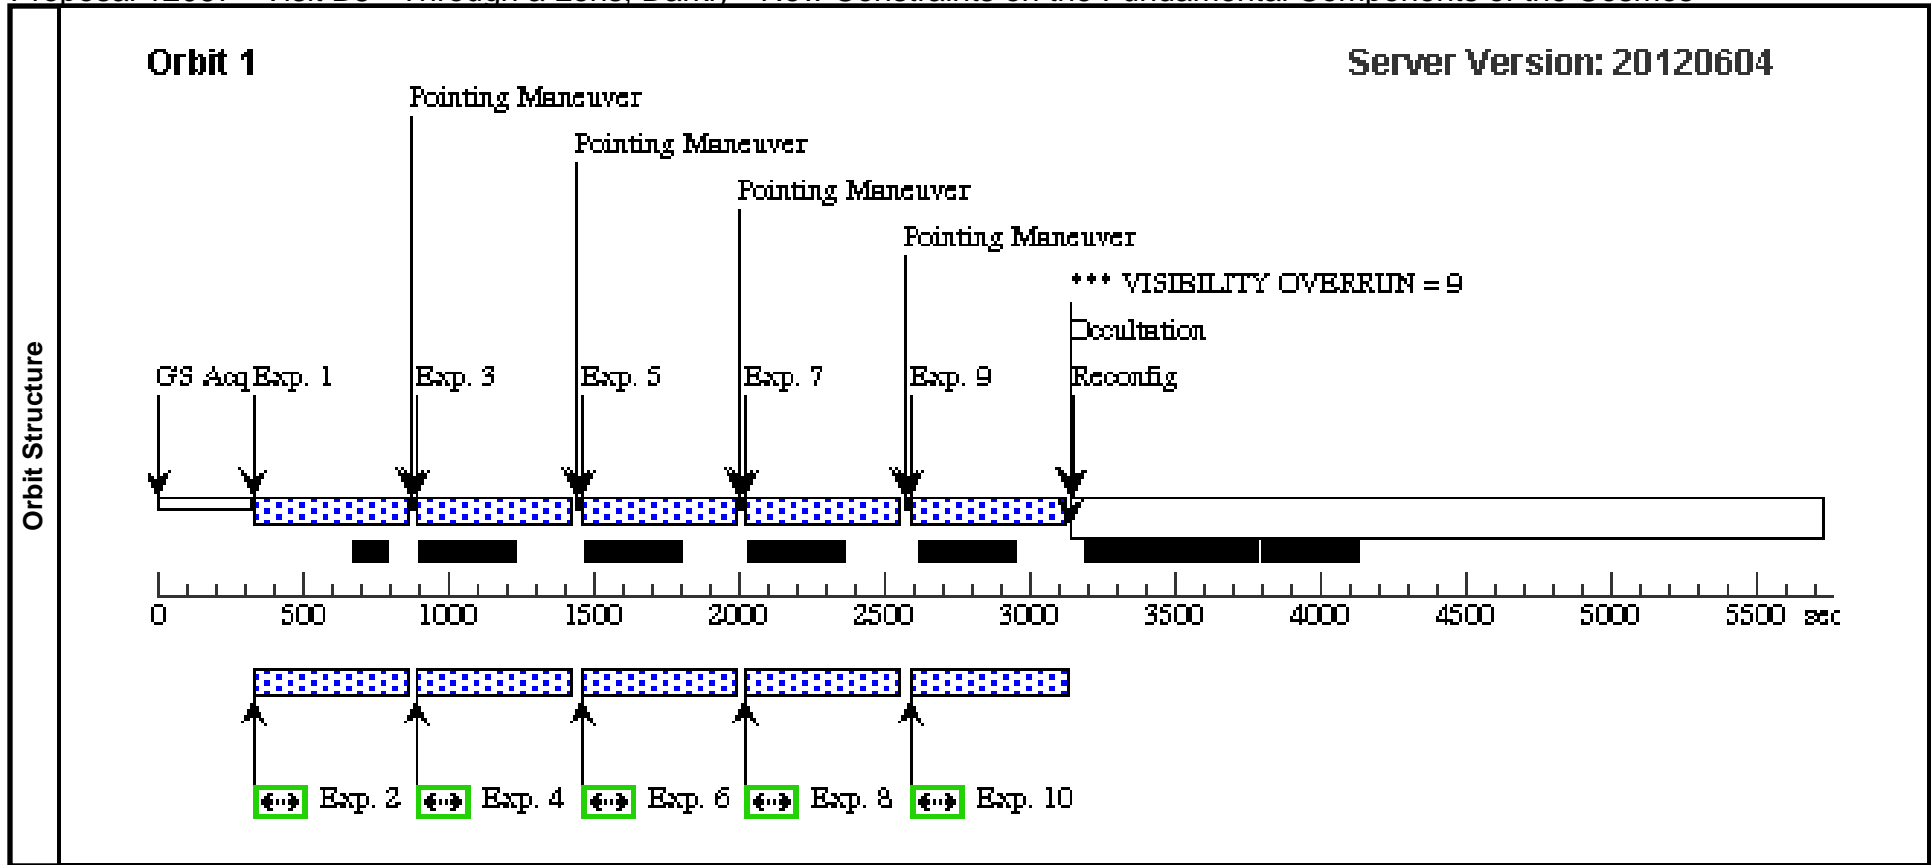 Orbit 1
Server Version: 20120604
Pointing Maneuver
Pointing Maneuver
Pointing Maneuver
Pointing Maneuver
*** VISIBILITY OVERRUN = 9
Occultation
GS Acq Exp. 1 Exp. 3 Exp. 5 Exp. 7 Exp. 9 Reconfig
Orbit Structure
0 500 1000 1500 2000 2500 3000 3500 4000 4500 5000 5500 sec
Exp. 2 Exp. 4 Exp. 6 Exp. 8 Exp. 10